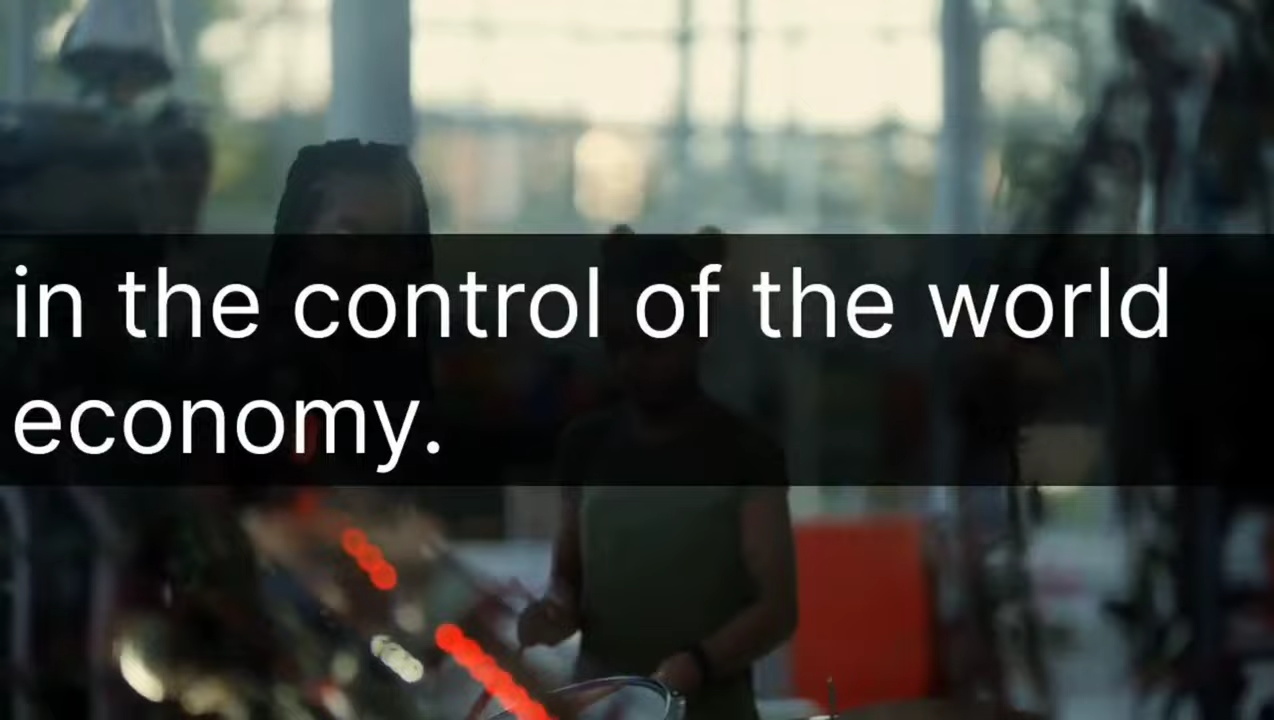 in the control of the world
economy.